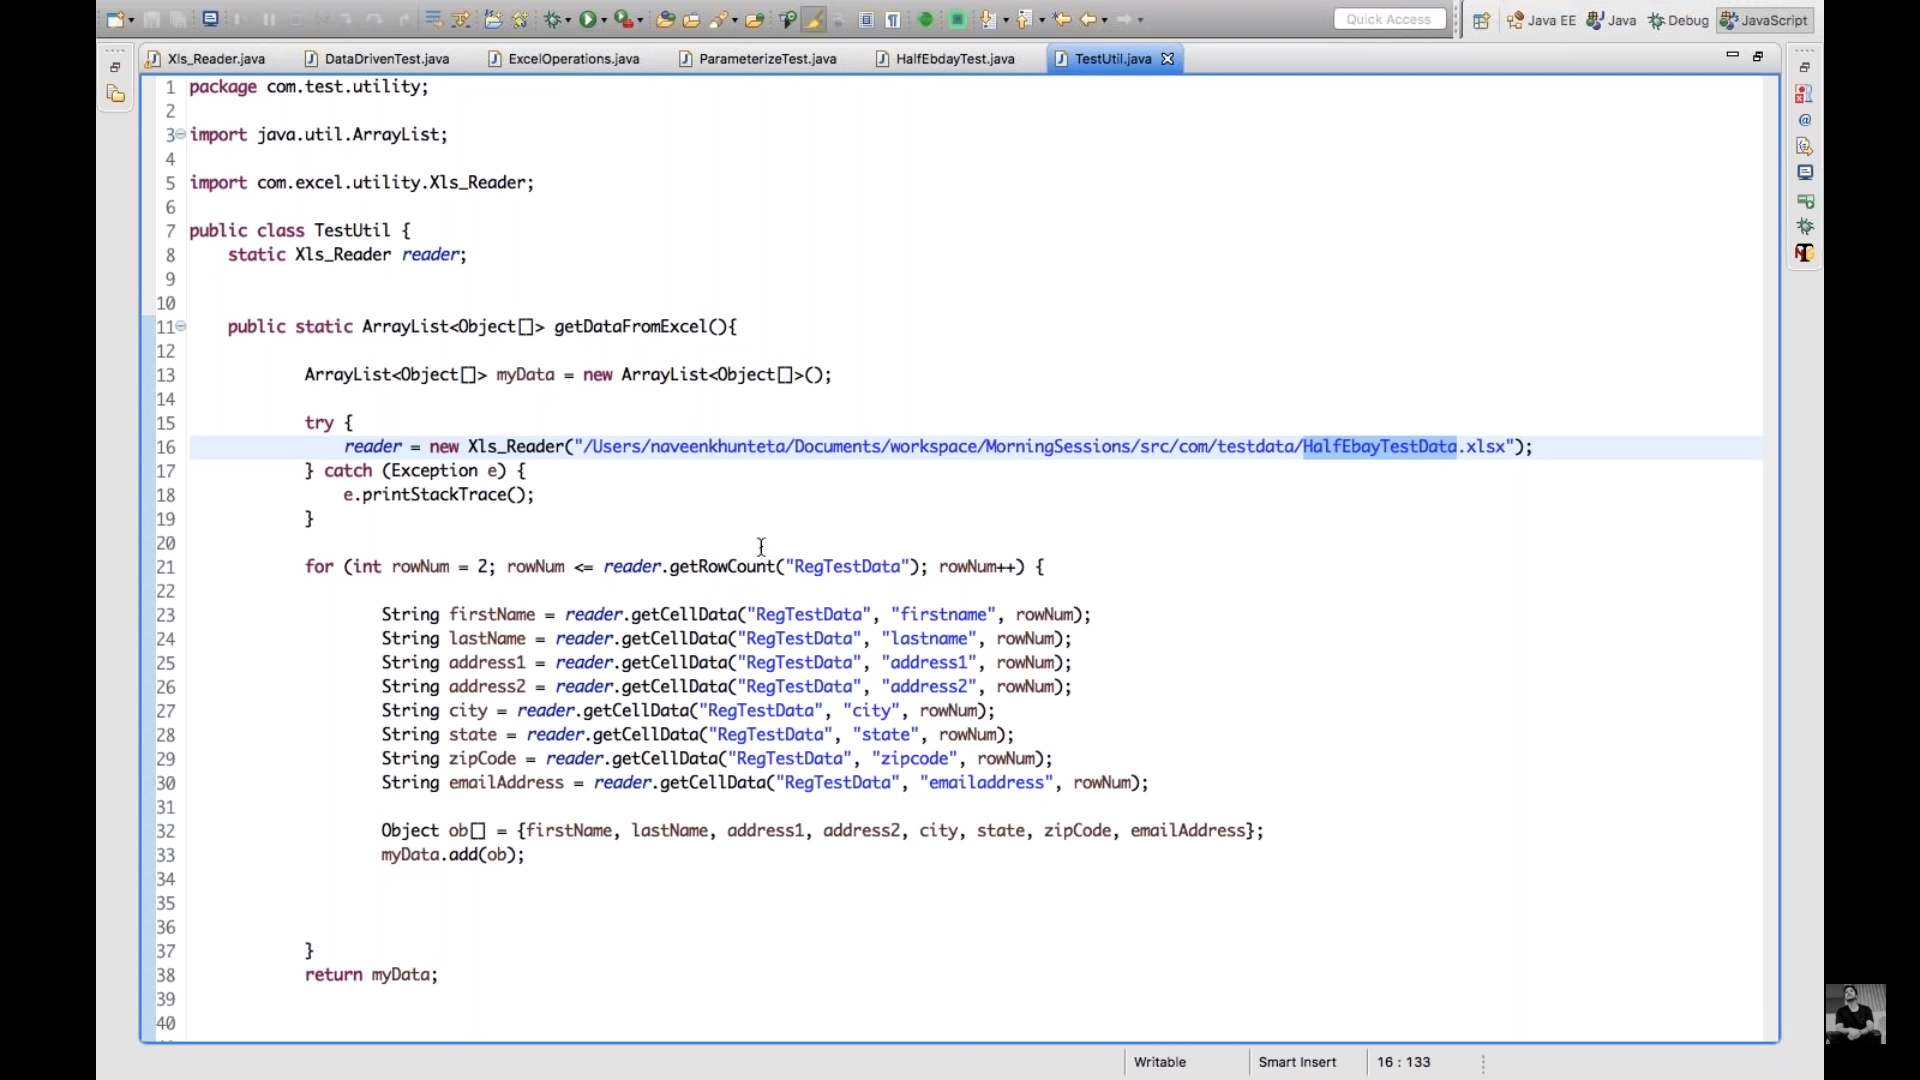 Quick Access
Java EE
Java
Debug
JavaScript
Xls_Reader.java
DataDrivenTest.java
ExcelOperations.java
ParameterizeTest.java
HalfEbdayTest.java
TestUtil.java
1 package com.test.utility;
2
3 import java.util.ArrayList;
4
5 import com.excel.utility.Xls_Reader;
6
7 public class TestUtil {
8 static Xls_Reader reader;
9
10
11 public static ArrayList<Object[]> getDataFromExcel(){
12
13 ArrayList<Object[]> myData = new ArrayList<Object[]>();
14
15 try {
16 reader = new Xls_Reader("/Users/naveenkhunteta/Documents/workspace/MorningSessions/src/com/testdata/HalfEbayTestData.xlsx");
17 } catch (Exception e) {
18 e.printStackTrace();
19 }
20
21 for (int rowNum = 2; rowNum <= reader.getRowCount("RegTestData"); rowNum++) {
22
23 String firstName = reader.getCellData("RegTestData", "firstname", rowNum);
24 String lastName = reader.getCellData("RegTestData", "lastname", rowNum);
25 String address1 = reader.getCellData("RegTestData", "address1", rowNum);
26 String address2 = reader.getCellData("RegTestData", "address2", rowNum);
27 String city = reader.getCellData("RegTestData", "city", rowNum);
28 String state = reader.getCellData("RegTestData", "state", rowNum);
29 String zipCode = reader.getCellData("RegTestData", "zipcode", rowNum);
30 String emailAddress = reader.getCellData("RegTestData", "emailaddress", rowNum);
31
32 Object ob[] = {firstName, lastName, address1, address2, city, state, zipCode, emailAddress};
33 myData.add(ob);
34
35
36
37 }
38 return myData;
39
40
Writable
Smart Insert
16 : 133